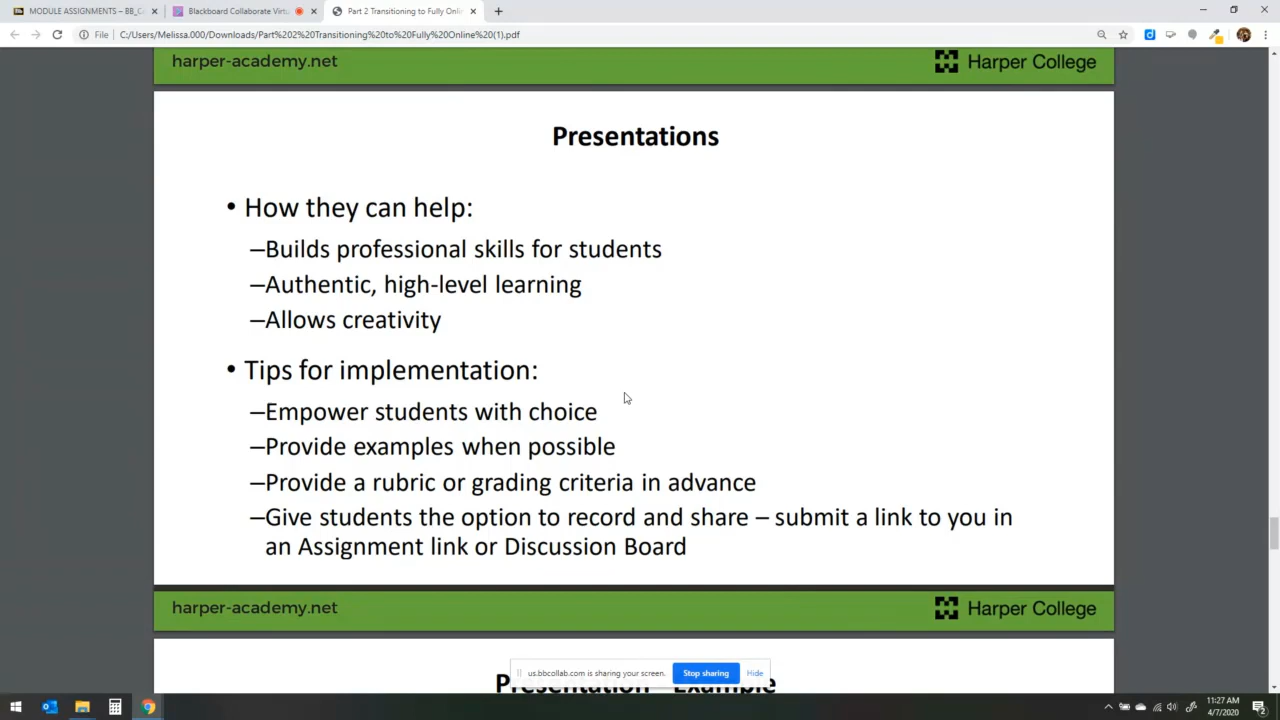 MODULE ASSIGNMENTS – BB_C
Blackboard Collaborate Virtu
Part 2 Transitioning to Fully Onlin
File
C:/Users/Melissa.000/Downloads/Part%202%20Transitioning%20to%20Fully%20Online%20(1).pdf
harper-academy.net
Harper College
Presentations
• How they can help:
–Builds professional skills for students
–Authentic, high-level learning
–Allows creativity
• Tips for implementation:
–Empower students with choice
–Provide examples when possible
–Provide a rubric or grading criteria in advance
–Give students the option to record and share – submit a link to you in
an Assignment link or Discussion Board
harper-academy.net
Harper College
us.bbcollab.com is sharing your screen.
Stop sharing
Hide
Presentation - Example
11:27 AM
4/7/2020
2